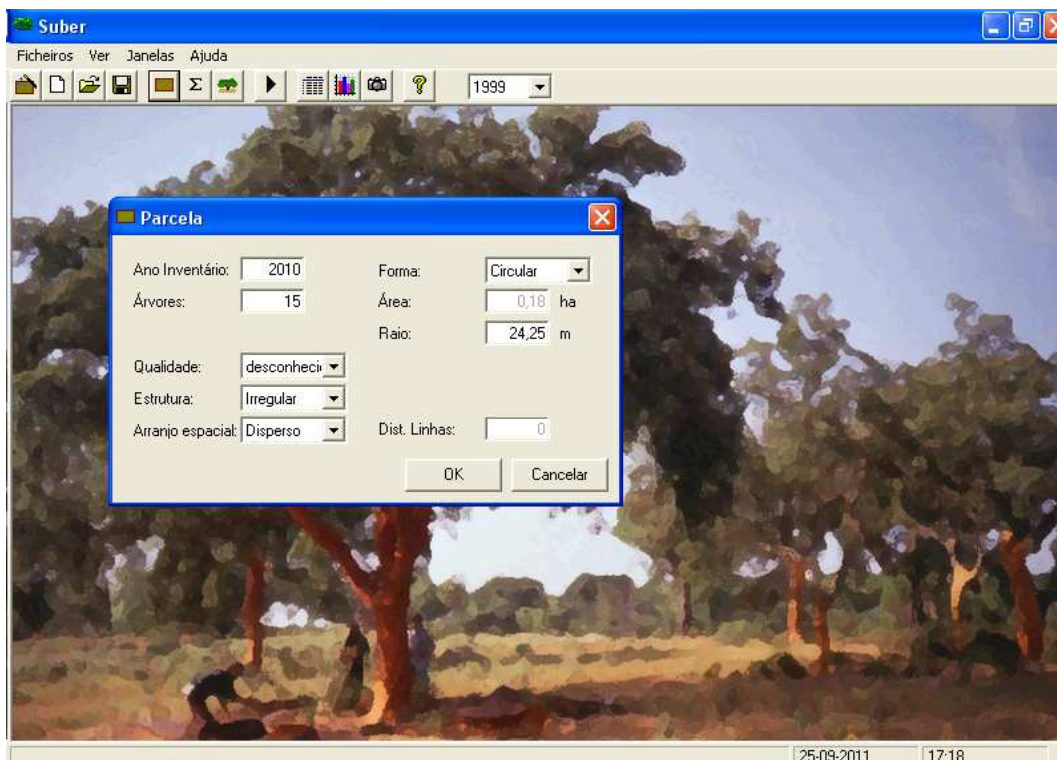 Suber
Ficheiros Ver Janelas Ajuda
Σ 1999
Parcela
Ano Inventário: 2010 Forma: Circular
Árvores: 15 Área: 0,18 ha
Raio: 24,25 m
Qualidade: desconheci
Estrutura: Irregular
Arranjo espacial: Disperso Dist. Linhas: 0
OK Cancelar
25-09-2011 17:18